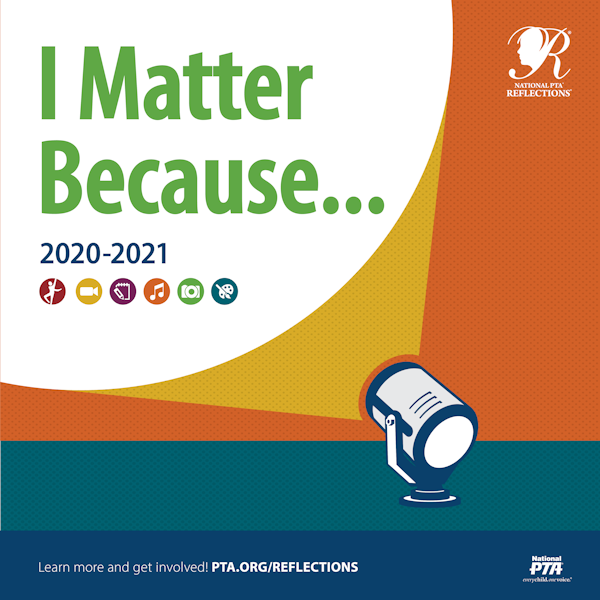 I Matter
Because...
2020-2021
R
NATIONAL PTA®
REFLECTIONS®
Learn more and get involved! PTA.ORG/REFLECTIONS
National
PTA
everychild.onevoice.®